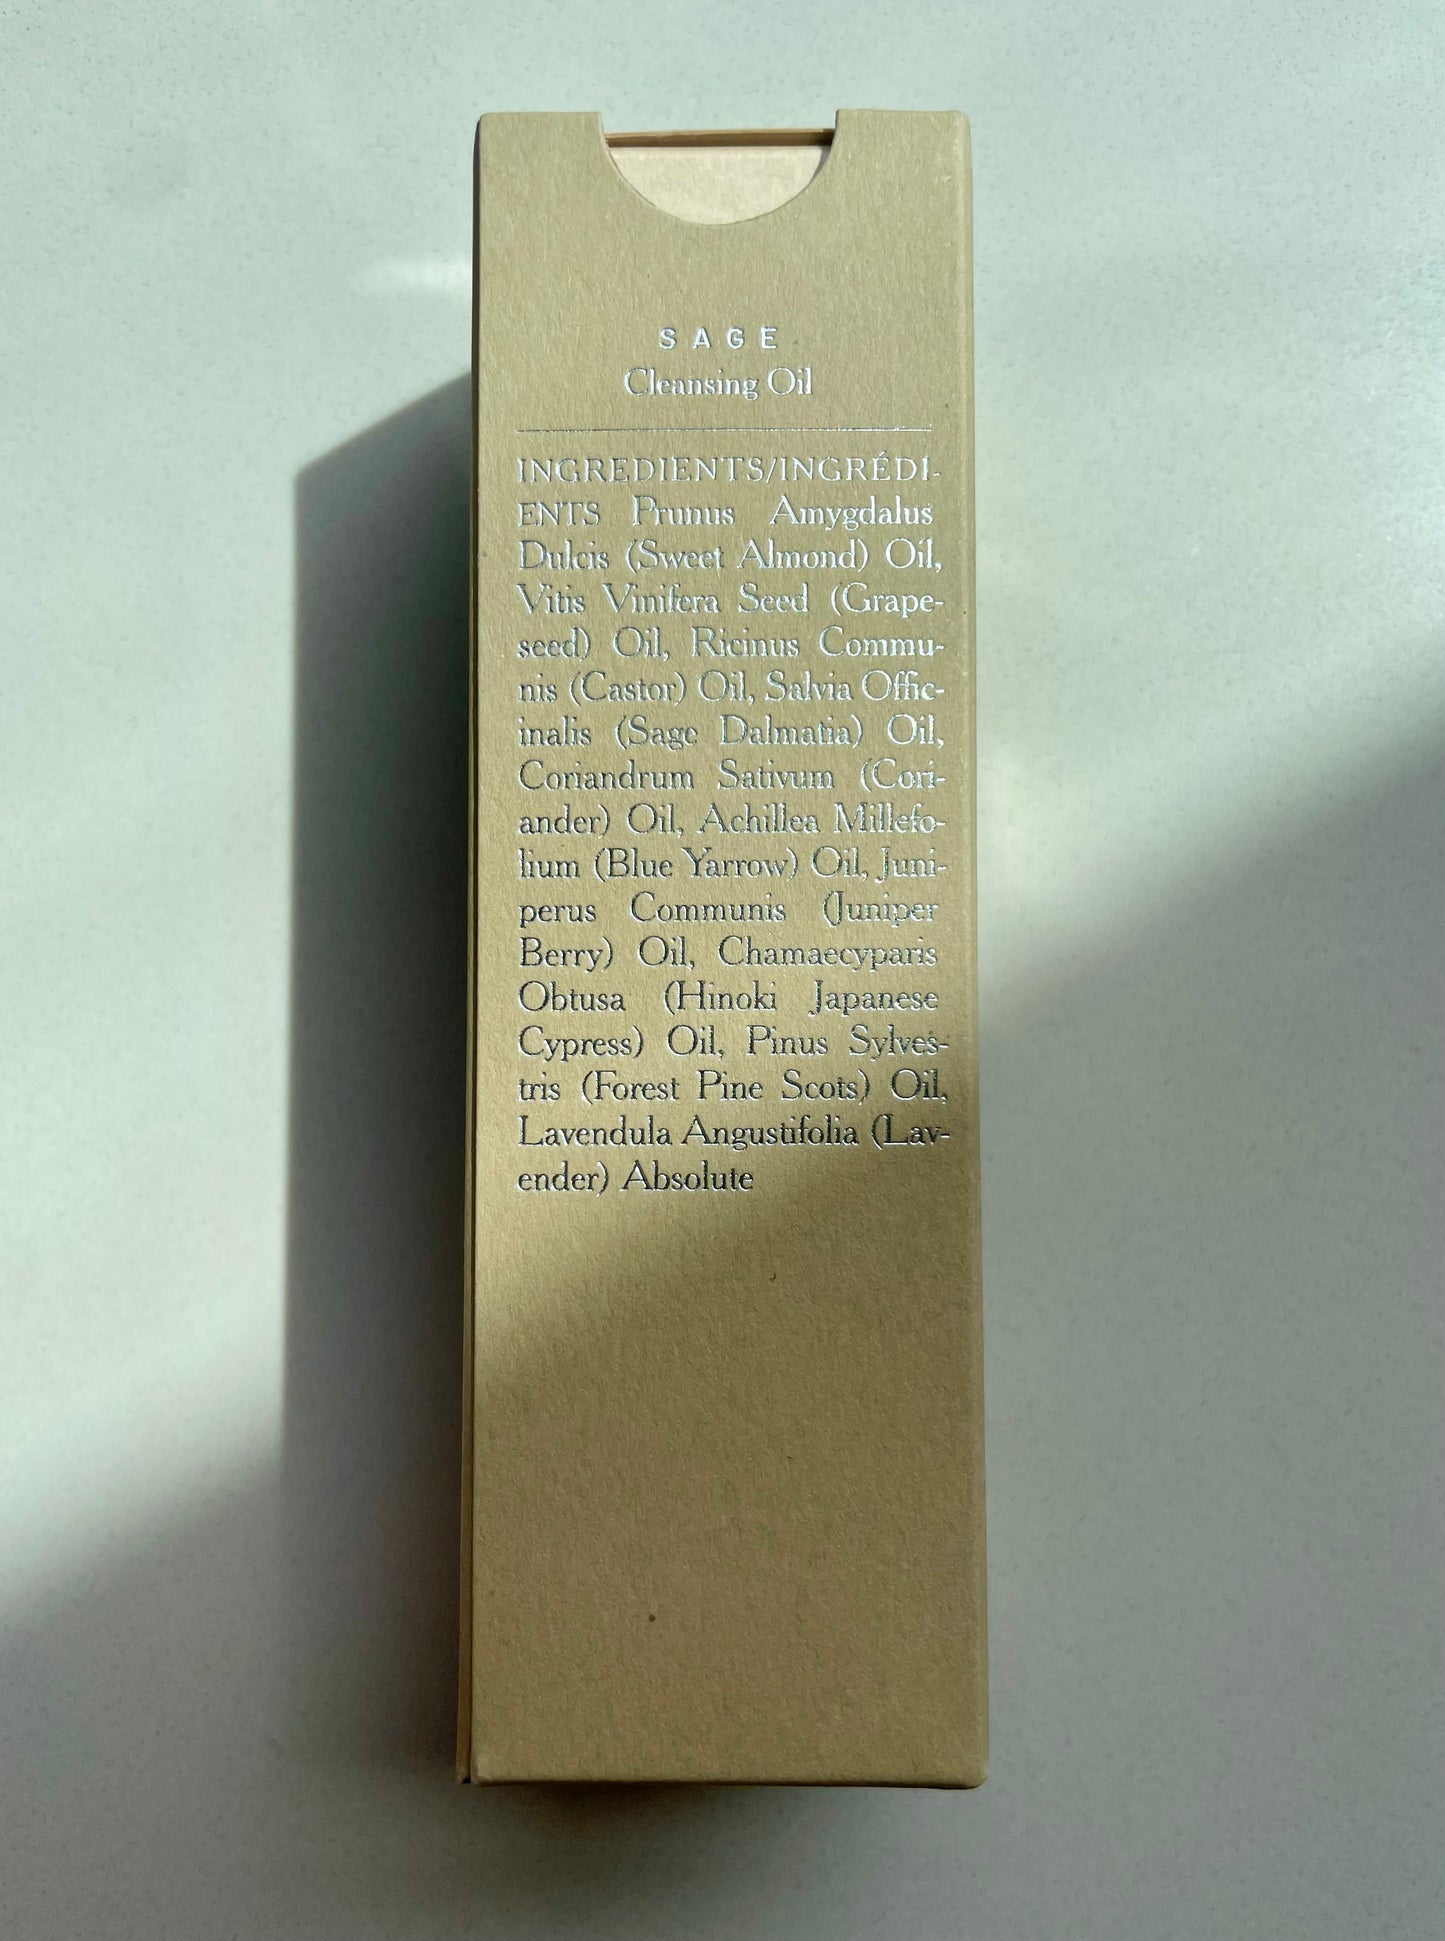 SAGE
Cleansing Oil
INGREDIENTS/INGRÉDI-
ENTS Prunus Amygdalus
Dulcis (Sweet Almond) Oil,
Vitis Vinifera Seed (Grape-
seed) Oil, Ricinus Commu-
nis (Castor) Oil, Salvia Offic-
inalis (Sage Dalmatia) Oil,
Coriandrum Sativum (Cori-
ander) Oil, Achillea Millefo-
lium (Blue Yarrow) Oil, Juni-
perus Communis (Juniper
Berry) Oil, Chamaecyparis
Obtusa (Hinoki Japanese
Cypress) Oil, Pinus Sylves-
tris (Forest Pine Scots) Oil,
Lavendula Angustifolia (Lav-
ender) Absolute